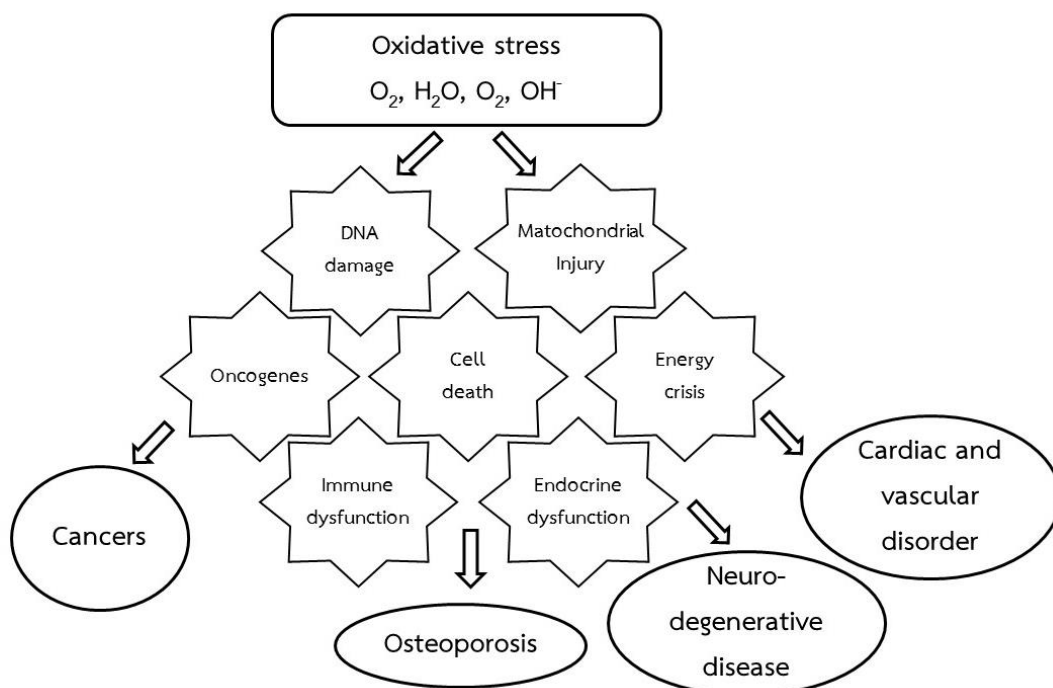 Oxidative stress
O₂, H₂O, O₂, OH⁻
DNA
damage
Matochondrial
Injury
Oncogenes
Cell
death
Energy
crisis
Immune
dysfunction
Endocrine
dysfunction
Cancers
Cardiac and
vascular
disorder
Osteoporosis
Neuro-
degenerative
disease